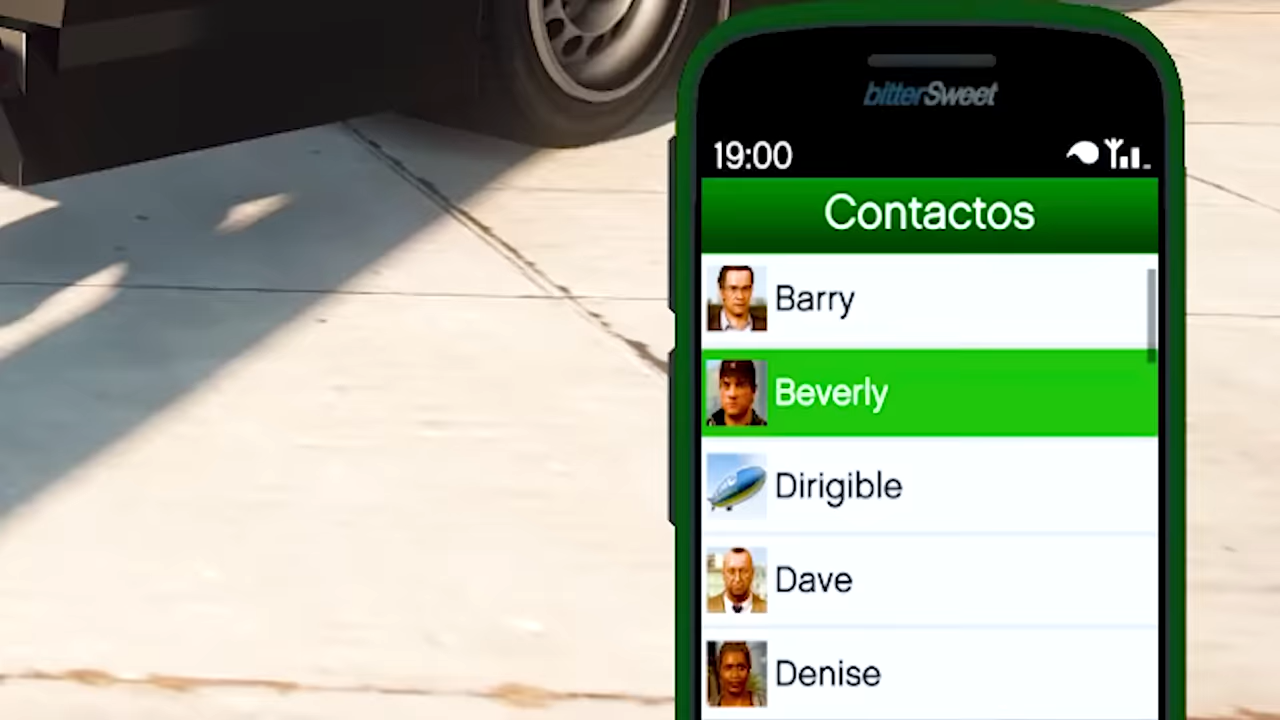 bitterSweet
19:00
Contactos
Barry
Beverly
Dirigible
Dave
Denise